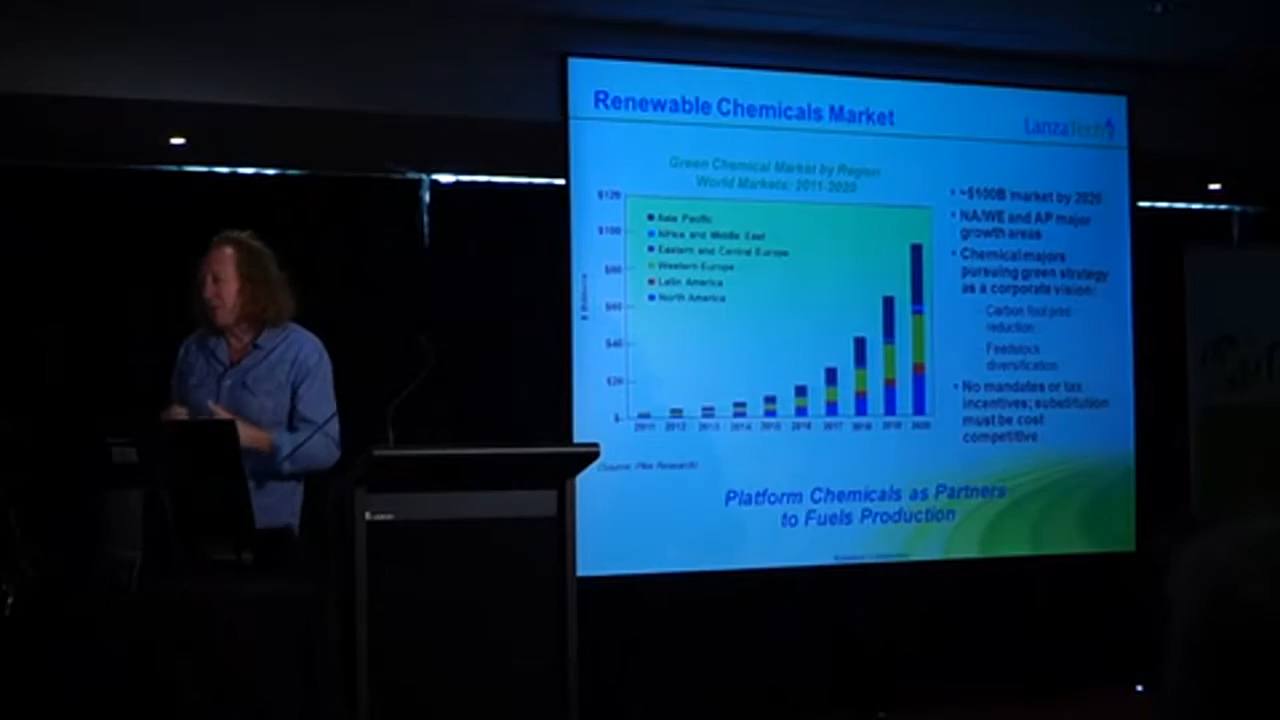 Renewable Chemicals Market
LanzaTech
Green Chemical Market by Region
World Markets: 2011-2020
$120
$100
$80
$60
$40
$20
$-
$ Billions
Asia Pacific
Africa and Middle East
Eastern and Central Europe
Western Europe
Latin America
North America
2011 2012 2013 2014 2015 2016 2017 2018 2019 2020
(Source: Pike Research)
• ~$100B market by 2020
• NA/WE and AP major
growth areas
• Chemical majors
pursuing green strategy
as a corporate vision:
Carbon foot print
reduction
Feedstock
diversification
• No mandates or tax
incentives; substitution
must be cost
competitive
Platform Chemicals as Partners
to Fuels Production